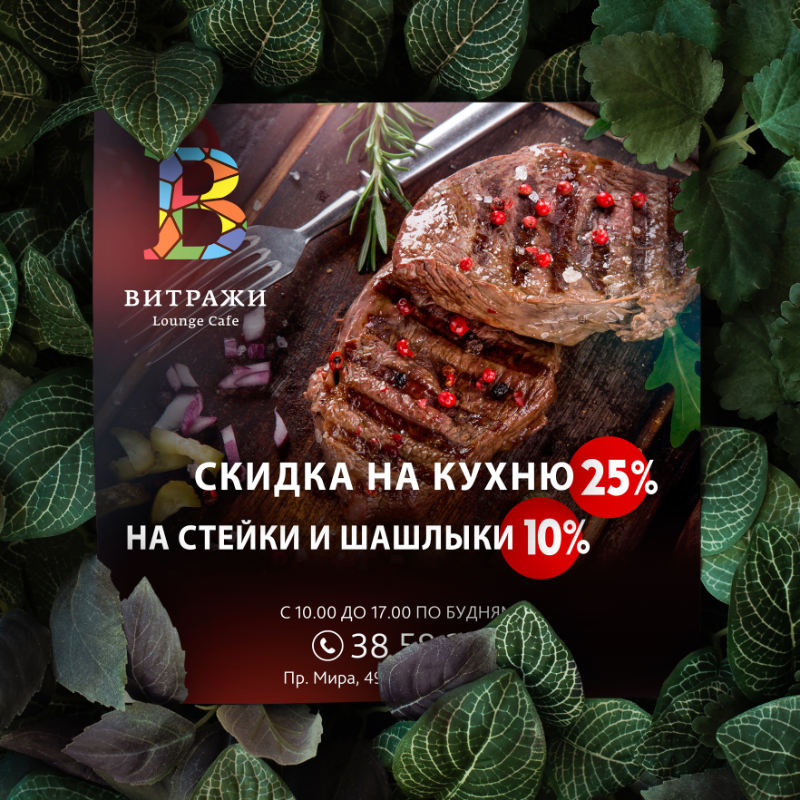 ВИТРАЖИ
Lounge Cafe
СКИДКА НА КУХНЮ 25%
НА СТЕЙКИ И ШАШЛЫКИ 10%
С 10.00 ДО 17.00 ПО БУДНЯМ
38
Пр. Мира,